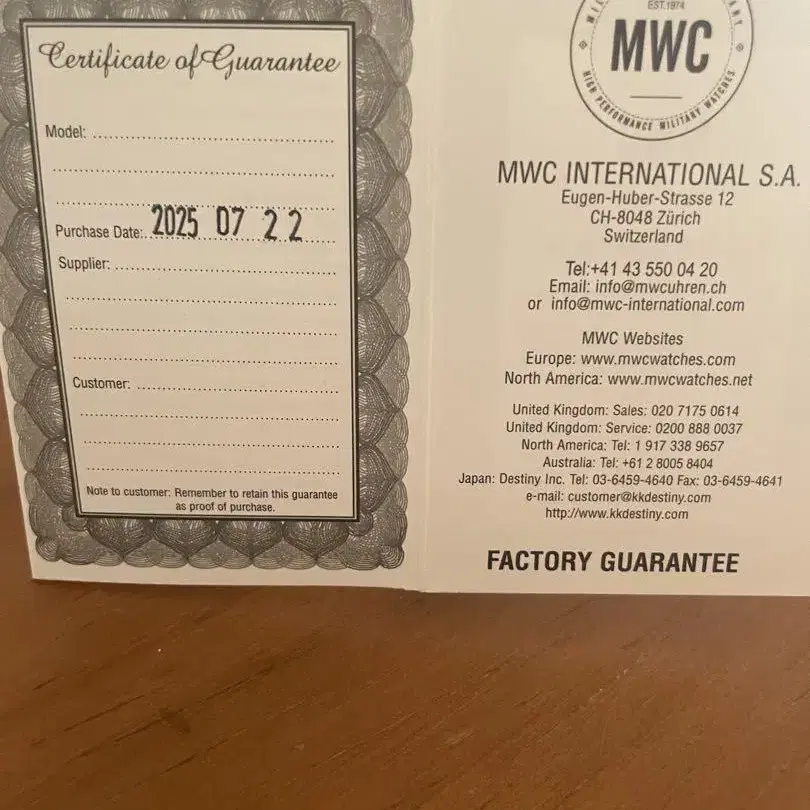 Certificate of Guarantee
Model:
Purchase Date: 2025 07 22
Supplier:
Customer:
Note to customer: Remember to retain this guarantee
as proof of purchase.
EST.1974
MWC
HIGH PERFORMANCE MILITARY WATCHES
MWC INTERNATIONAL S.A.
Eugen-Huber-Strasse 12
CH-8048 Zürich
Switzerland
Tel:+41 43 550 04 20
Email: info@mwcuhren.ch
or info@mwc-international.com
MWC Websites
Europe: www.mwcwatches.com
North America: www.mwcwatches.net
United Kingdom: Sales: 020 7175 0614
United Kingdom: Service: 0200 888 0037
North America: Tel: 1 917 338 9657
Australia: Tel: +61 2 8005 8404
Japan: Destiny Inc. Tel: 03-6459-4640 Fax: 03-6459-4641
e-mail: customer@kkdestiny.com
http://www.kkdestiny.com
FACTORY GUARANTEE